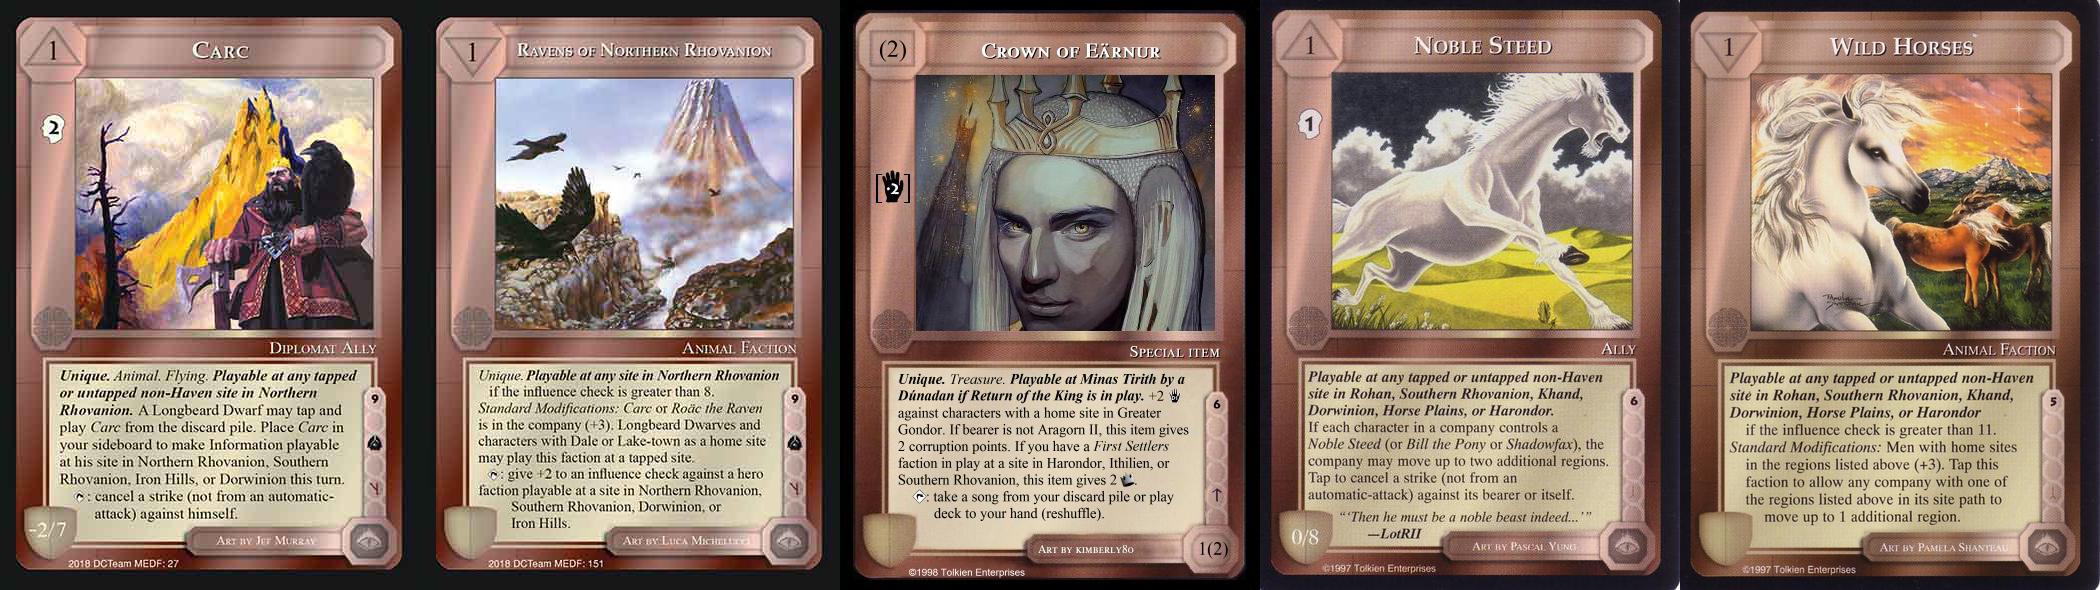 1
CARC
2
DIPLOMAT ALLY
Unique. Animal. Flying. Playable at any tapped
or untapped non-Haven site in Northern
Rhovanion. A Longbeard Dwarf may tap and
play Carc from the discard pile. Place Carc in
your sideboard to make Information playable
at his site in Northern Rhovanion, Southern
Rhovanion, Iron Hills, or Dorwinion this turn.
: cancel a strike (not from an automatic-
attack) against himself.
9
-2/7
ART BY JEF MURRAY
2018 DCTeam MEDF: 27
1
RAVENS OF NORTHERN RHOVANION
ANIMAL FACTION
Unique. Playable at any site in Northern Rhovanion
if the influence check is greater than 8.
Standard Modifications: Carc or Roäc the Raven
is in the company (+3). Longbeard Dwarves and
characters with Dale or Lake-town as a home site
may play this faction at a tapped site.
: give +2 to an influence check against a hero
faction playable at a site in Northern Rhovanion,
Southern Rhovanion, Dorwinion, or
Iron Hills.
9
ART BY LUCA MICHELUCCI
2018 DCTeam MEDF: 151
(2)
CROWN OF EÄRNUR
[2]
SPECIAL ITEM
Unique. Treasure. Playable at Minas Tirith by a
Dúnadan if Return of the King is in play. +2
against characters with a home site in Greater
Gondor. If bearer is not Aragorn II, this item gives
2 corruption points. If you have a First Settlers
faction in play at a site in Harondor, Ithilien, or
Southern Rhovanion, this item gives 2 .
: take a song from your discard pile or play
deck to your hand (reshuffle).
6
ART BY KIMBERLY80
1(2)
©1998 Tolkien Enterprises
1
NOBLE STEED
1
ALLY
Playable at any tapped or untapped non-Haven
site in Rohan, Southern Rhovanion, Khand,
Dorwinion, Horse Plains, or Harondor.
If each character in a company controls a
Noble Steed (or Bill the Pony or Shadowfax), the
company may move up to two additional regions.
Tap to cancel a strike (not from an
automatic-attack) against its bearer or itself.
“‘Then he must be a noble beast indeed...’”
—LotRII
6
0/8
ART BY PASCAL YUNG
©1997 Tolkien Enterprises
1
WILD HORSES
ANIMAL FACTION
Playable at any tapped or untapped non-Haven
site in Rohan, Southern Rhovanion, Khand,
Dorwinion, Horse Plains, or Harondor
if the influence check is greater than 11.
Standard Modifications: Men with home sites
in the regions listed above (+3). Tap this
faction to allow any company with one of
the regions listed above in its site path to
move up to 1 additional region.
5
ART BY PAMELA SHANTEAU
©1997 Tolkien Enterprises